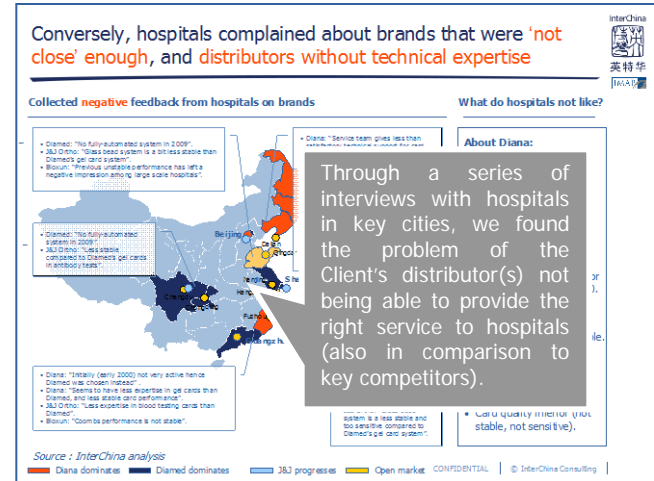 Conversely, hospitals complained about brands that were ‘not
close’ enough, and distributors without technical expertise
InterChina
英特华
IMAP
Collected negative feedback from hospitals on brands
What do hospitals not like?
• Diamed: “No fully-automated system in 2009”.
• J&J Ortho: “Glass bead system is a bit less stable than
Diamed’s gel card system”.
• Bioxun: “Previous unstable performance has left a
negative impression among large scale hospitals”.
• Diana: “Service team gives less than
About Diana:
Through a series of
interviews with hospitals
in key cities, we found
the problem of the
Client’s distributor(s) not
being able to provide the
right service to hospitals
(also in comparison to
key competitors).
• Diamed: “No fully-automated
system in 2009”
• J&J Ortho: “Less stable
compared to Diamed’s gel cards
in antibody tests”.
Beijing
• Diana: “Initially (early 2000) not very active hence
Diamed was chosen instead” .
• Diana: “Seems to have less expertise in gel cards than
Diamed, and less stable card performance”.
• J&J Ortho: “Less expertise in blood testing cards than
Diamed”.
• Bioxun: “Coombs performance is not stable”.
system is a less stable and
too sensitive compared to
Diamed’s gel card system”.
• Card quality inferior (not
stable, not sensitive).
Source : InterChina analysis
Diana dominates
Diamed dominates
J&J progresses
Open market
CONFIDENTIAL
© InterChina Consulting